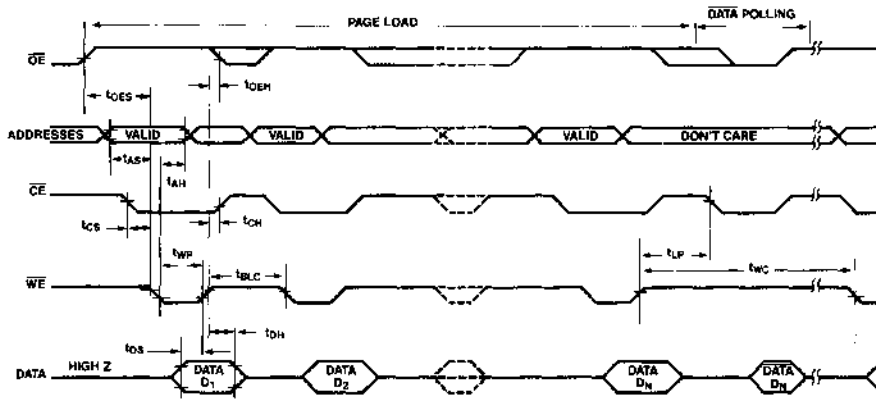 PAGE LOAD
DATA POLLING
OE
tOES
tOEH
ADDRESSES
VALID
VALID
VALID
DON'T CARE
tAS
tAH
CE
tCS
tCH
tWP
tBLC
tLP
tWC
WE
tDS
tDH
DATA
HIGH Z
DATA
D1
DATA
D2
DATA
DN
DATA
DN